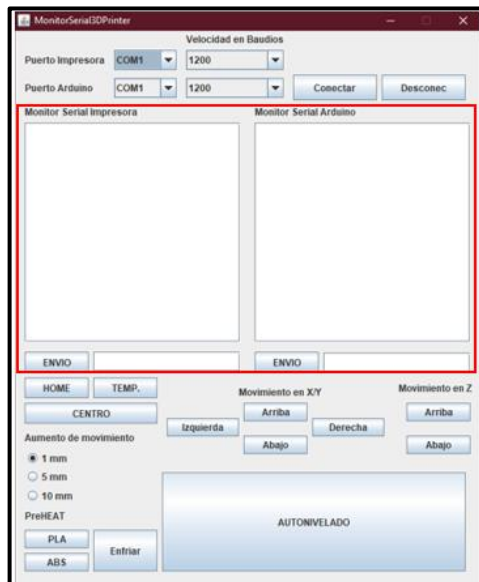 MonitorSerial3DPrinter
Velocidad en Baudios
Puerto Impresora COM1 1200
Puerto Arduino COM1 1200 Conectar Desconec
Monitor Serial Impresora Monitor Serial Arduino
ENVIO ENVIO
HOME TEMP. Movimiento en X/Y Movimiento en Z
CENTRO Arriba Arriba
Izquierda Derecha
Aumento de movimiento Abajo Abajo
1 mm
5 mm
10 mm
PreHEAT
AUTONIVELADO
PLA Enfriar
ABS